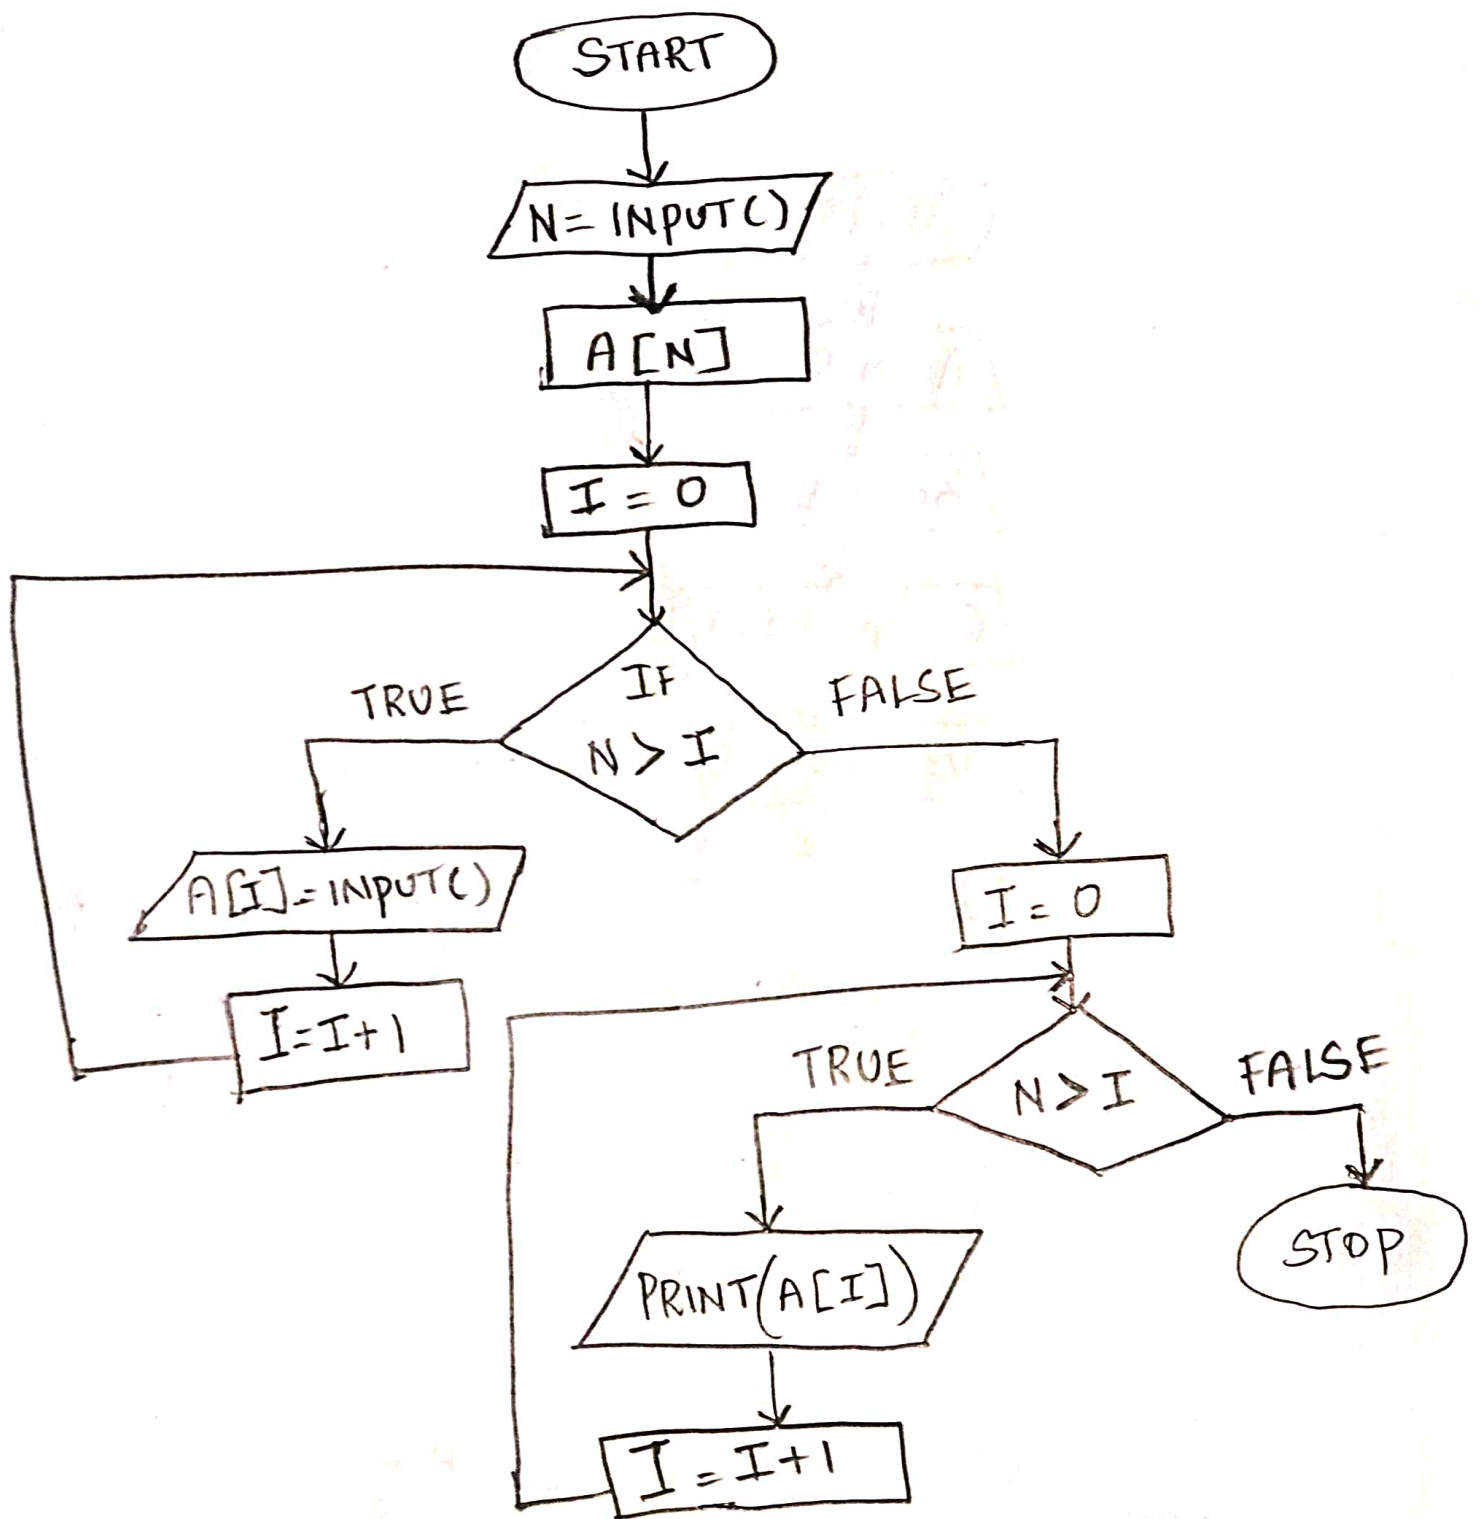 START
N= INPUT()
A[N]
I = 0
IF
N > I
TRUE
FALSE
A[I]=INPUT()
I=I+1
I= 0
N > I
TRUE
FALSE
STOP
PRINT(A[I])
I = I+1